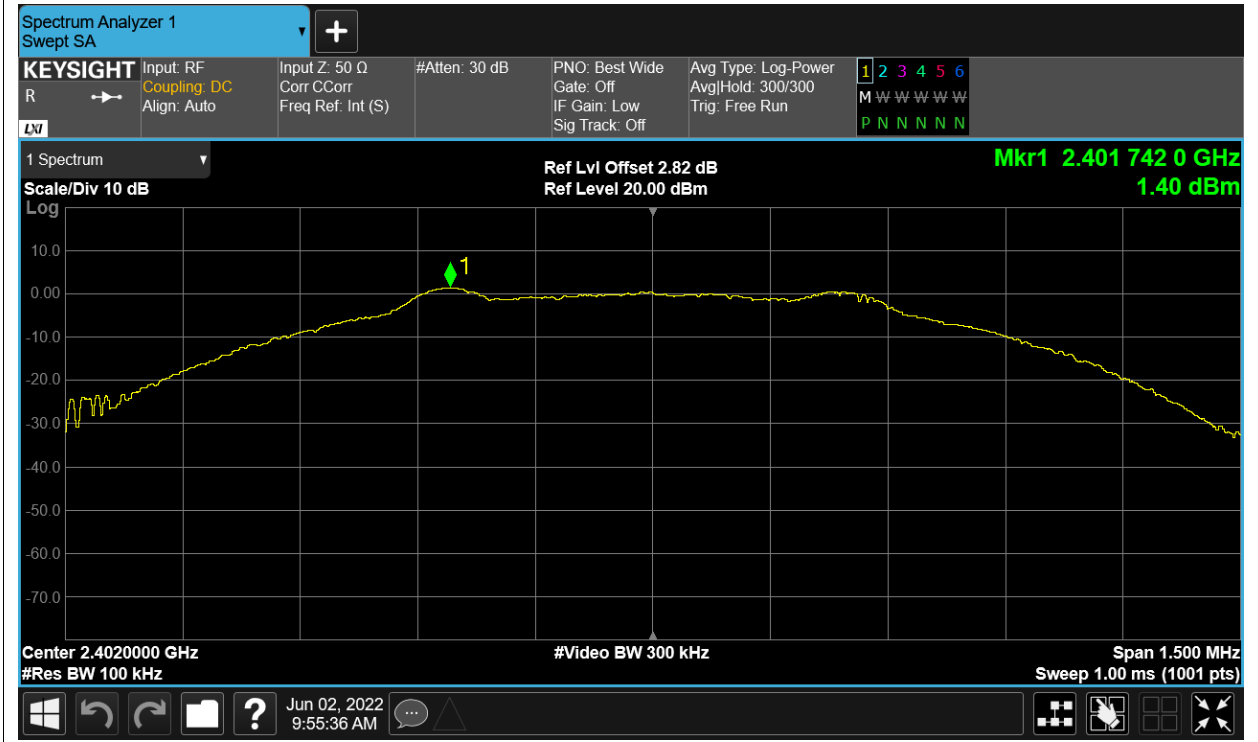 Spectrum Analyzer 1
Swept SA
+
KEYSIGHT
R
LXI
Input: RF
Coupling: DC
Align: Auto
Input Z: 50 Ω
Corr CCorr
Freq Ref: Int (S)
#Atten: 30 dB
PNO: Best Wide
Gate: Off
IF Gain: Low
Sig Track: Off
Avg Type: Log-Power
Avg|Hold: 300/300
Trig: Free Run
1 2 3 4 5 6
M W W W W W
P N N N N N
1 Spectrum
Scale/Div 10 dB
Log
Ref Lvl Offset 2.82 dB
Ref Level 20.00 dBm
Mkr1 2.401 742 0 GHz
1.40 dBm
10.0
0.00
-10.0
-20.0
-30.0
-40.0
-50.0
-60.0
-70.0
1
Center 2.4020000 GHz
#Res BW 100 kHz
#Video BW 300 kHz
Span 1.500 MHz
Sweep 1.00 ms (1001 pts)
?
Jun 02, 2022
9:55:36 AM